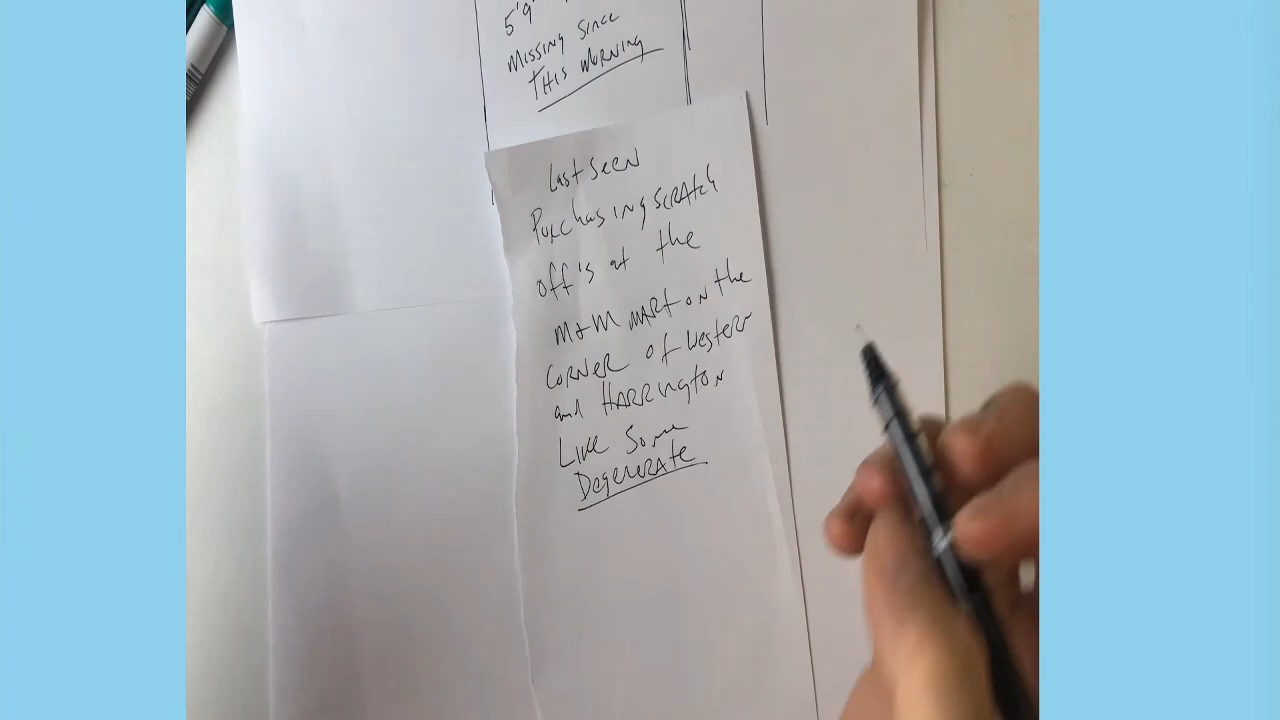 5'9"
Missing Since
This Morning
Last Seen
Purchasing Scratch
off's at the
M+M Mart on the
corner of Western
and Harrington
Like Some
Degenerate